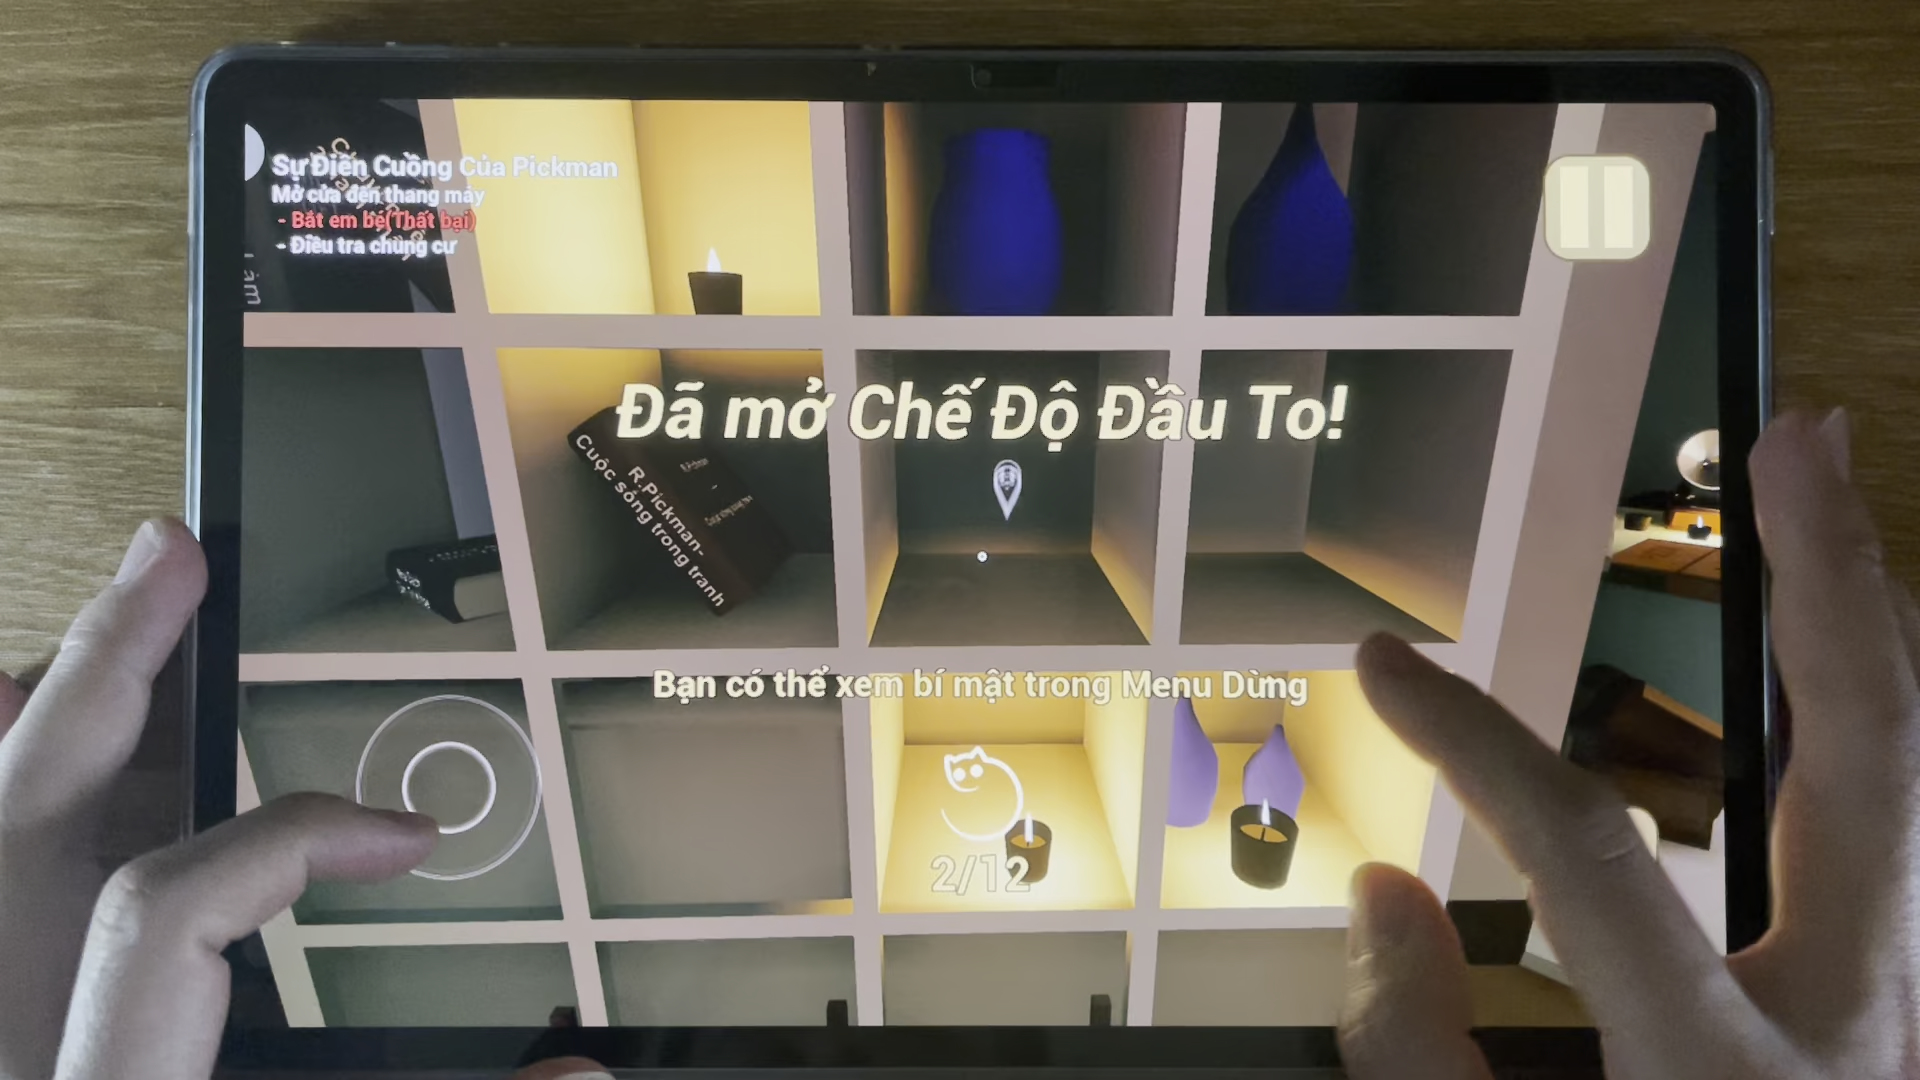 Sự Điên Cuồng Của Pickman
Mở cửa đến thang máy
- Bắt em bé(Thất bại)
- Điều tra chung cư
Đã mở Chế Độ Đầu To!
R.Pickman-
Cuộc sống trong tranh
Bạn có thể xem bí mật trong Menu Dừng
2/12